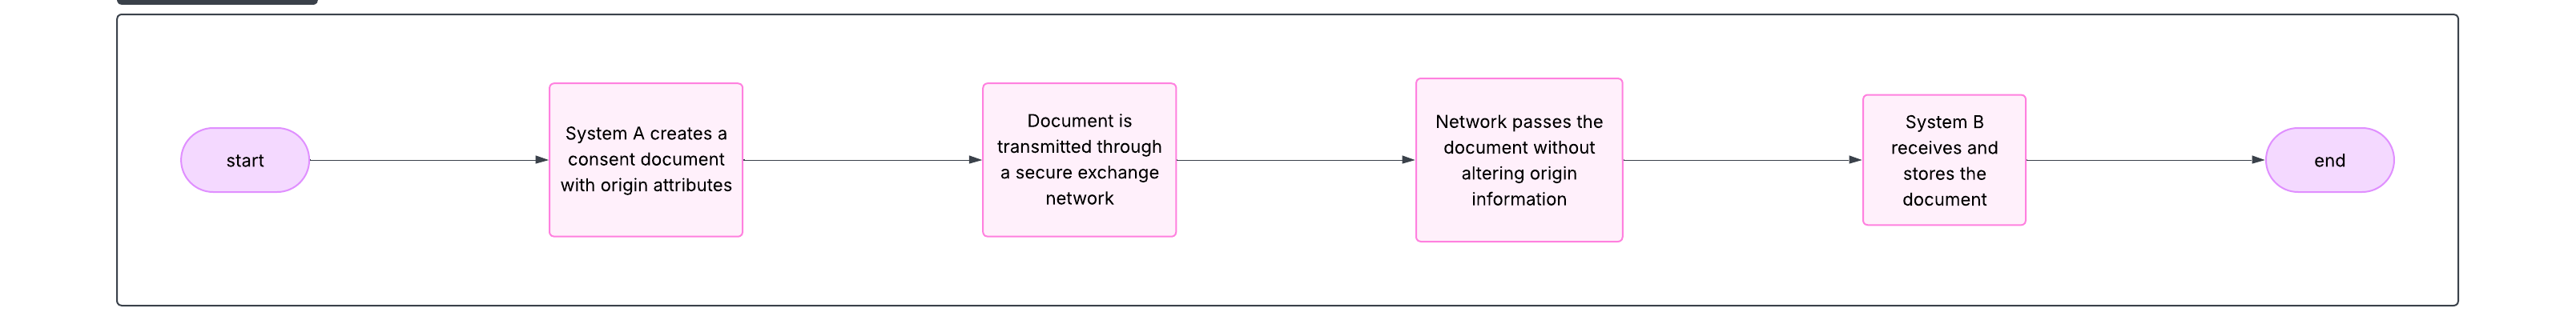 start
System A creates a
consent document
with origin attributes
Document is
transmitted through
a secure exchange
network
Network passes the
document without
altering origin
information
System B
receives and
stores the
document
end